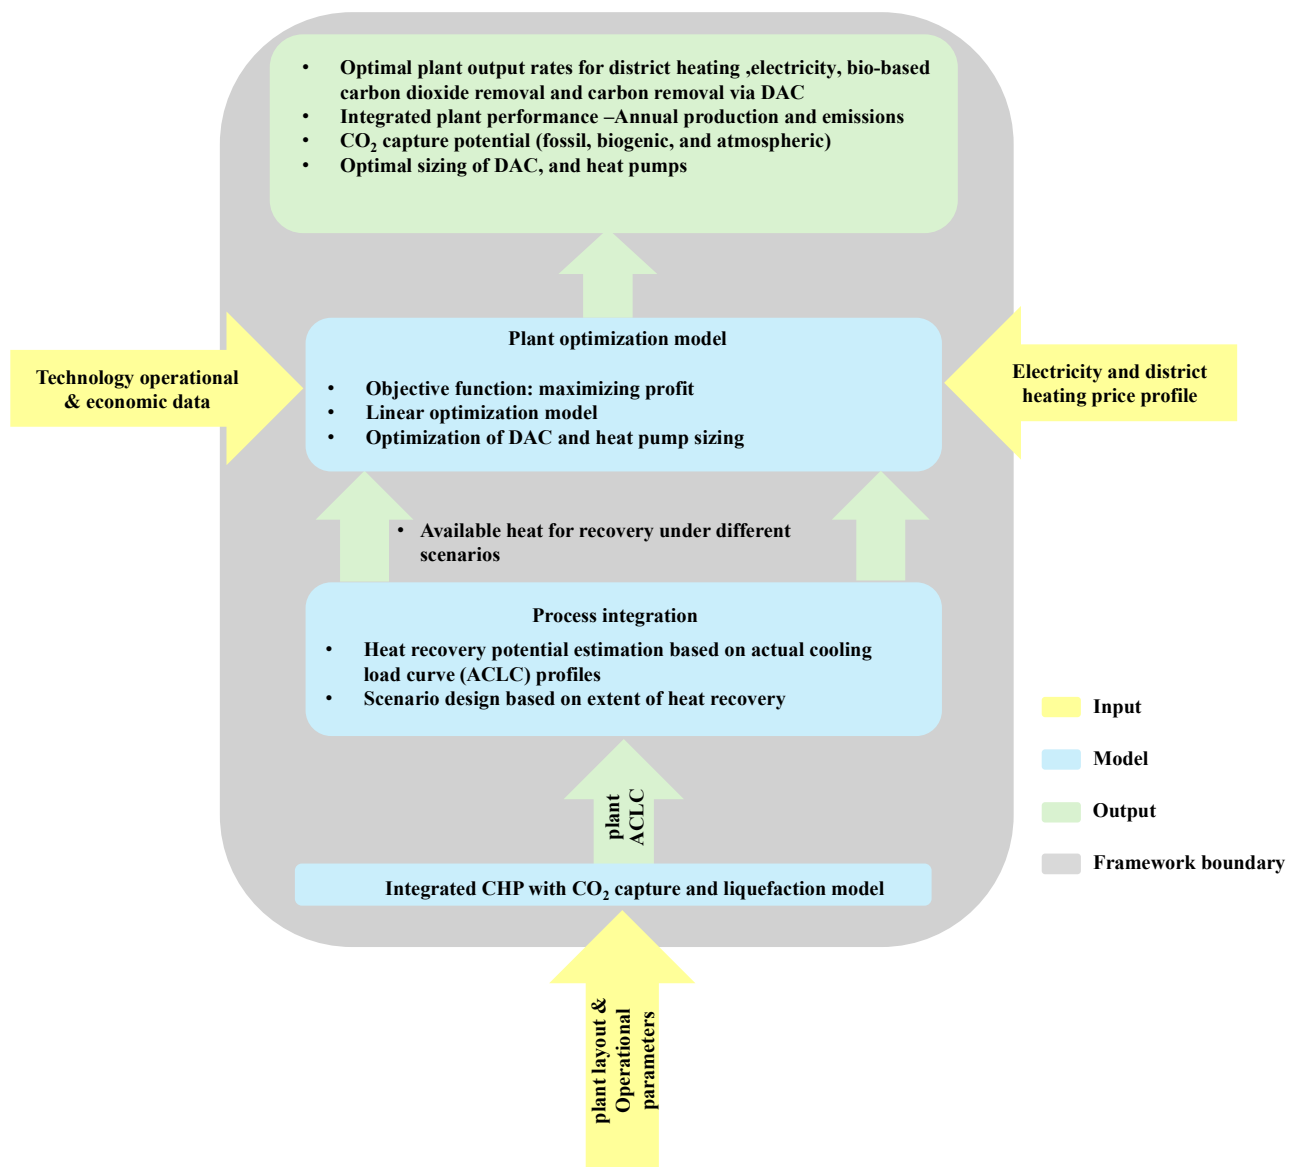 • Optimal plant output rates for district heating ,electricity, bio-based
carbon dioxide removal and carbon removal via DAC
• Integrated plant performance –Annual production and emissions
• CO₂ capture potential (fossil, biogenic, and atmospheric)
• Optimal sizing of DAC, and heat pumps
Technology operational
& economic data
Plant optimization model
• Objective function: maximizing profit
• Linear optimization model
• Optimization of DAC and heat pump sizing
Electricity and district
heating price profile
• Available heat for recovery under different
scenarios
Process integration
• Heat recovery potential estimation based on actual cooling
load curve (ACLC) profiles
• Scenario design based on extent of heat recovery
plant
ACLC
Integrated CHP with CO₂ capture and liquefaction model
plant layout &
Operational
parameters
Input
Model
Output
Framework boundary